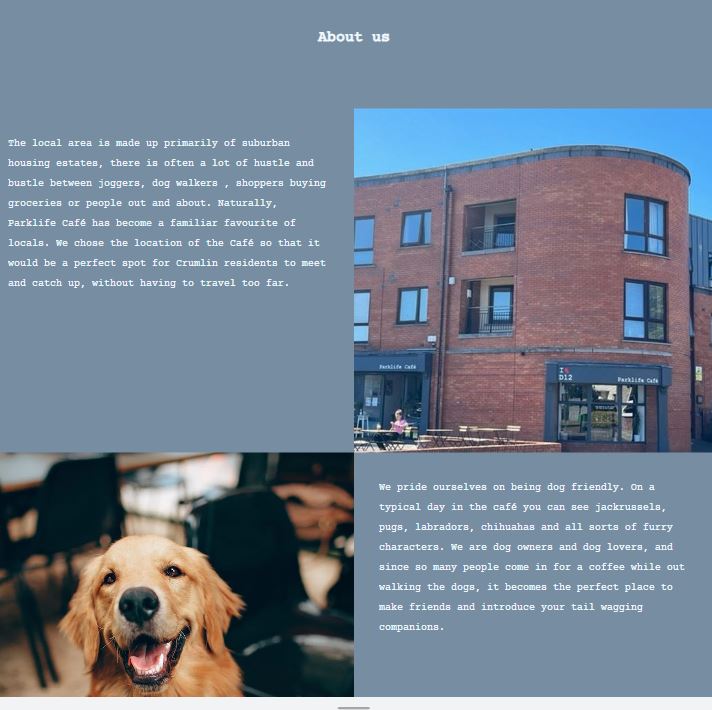 About us
The local area is made up primarily of suburban
housing estates, there is often a lot of hustle and
bustle between joggers, dog walkers , shoppers buying
groceries or people out and about. Naturally,
Parklife Café has become a familiar favourite of
locals. We chose the location of the Café so that it
would be a perfect spot for Crumlin residents to meet
and catch up, without having to travel too far.
Parklife Café
I
D12
Parklife Café
We pride ourselves on being dog friendly. On a
typical day in the café you can see jackrussels,
pugs, labradors, chihuahas and all sorts of furry
characters. We are dog owners and dog lovers, and
since so many people come in for a coffee while out
walking the dogs, it becomes the perfect place to
make friends and introduce your tail wagging
companions.